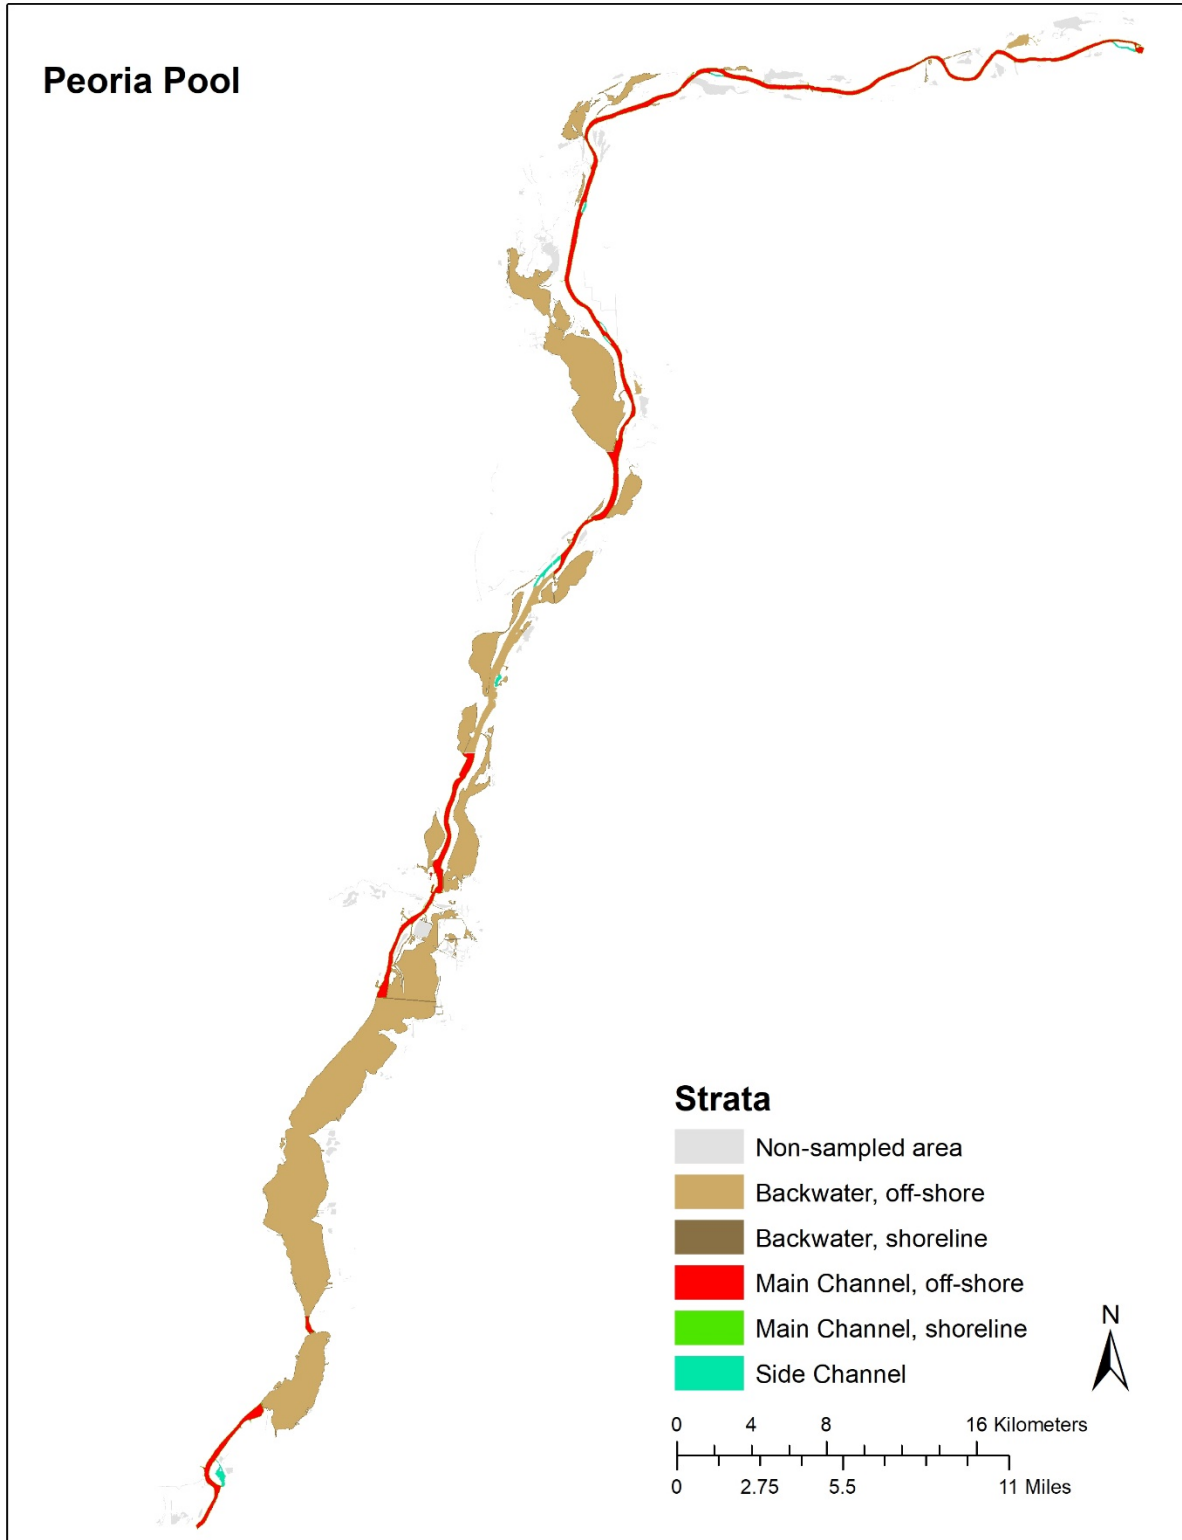 Peoria Pool
Strata
Non-sampled area
Backwater, off-shore
Backwater, shoreline
Main Channel, off-shore
Main Channel, shoreline
Side Channel
N
0 4 8 16 Kilometers
0 2.75 5.5 11 Miles